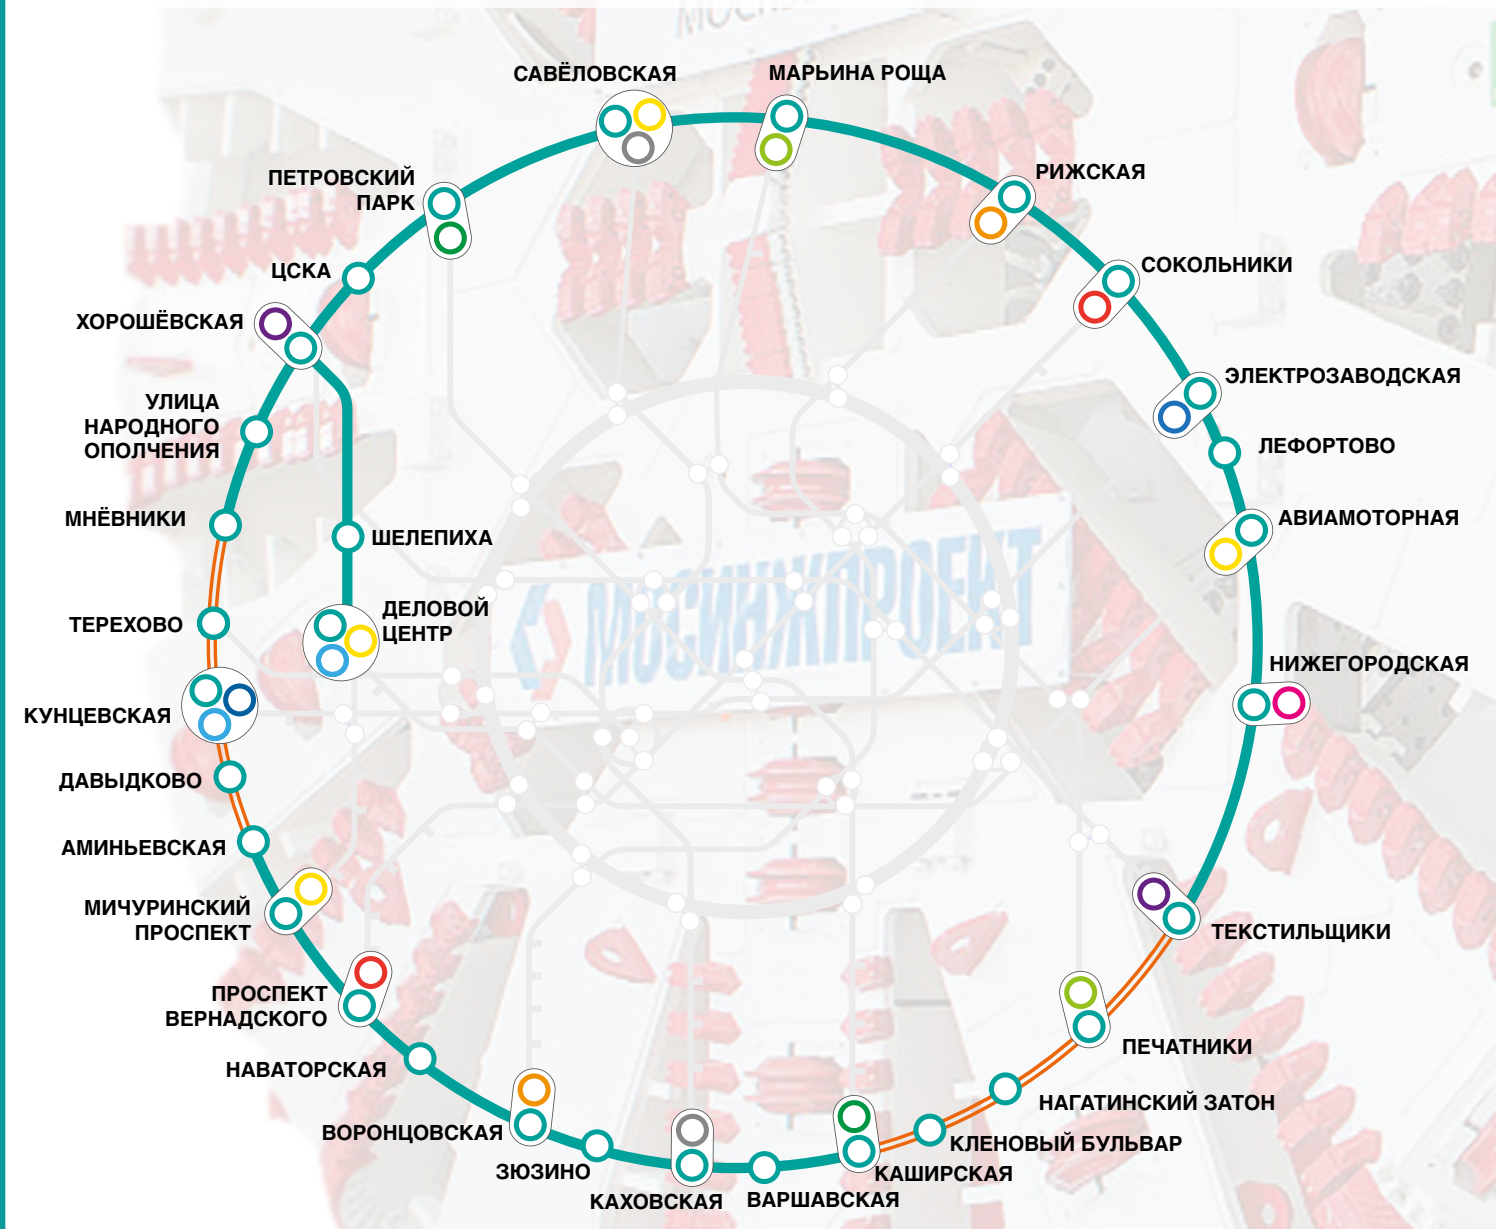 МОСИНЖПРОЕКТ
САВЁЛОВСКАЯ
МАРЬИНА РОЩА
ПЕТРОВСКИЙ
ПАРК
РИЖСКАЯ
ЦСКА
СОКОЛЬНИКИ
ХОРОШЁВСКАЯ
ЭЛЕКТРОЗАВОДСКАЯ
УЛИЦА
НАРОДНОГО
ОПОЛЧЕНИЯ
ЛЕФОРТОВО
МНЁВНИКИ
ШЕЛЕПИХА
АВИАМОТОРНАЯ
ТЕРЕХОВО
ДЕЛОВОЙ
ЦЕНТР
НИЖЕГОРОДСКАЯ
КУНЦЕВСКАЯ
ДАВЫДКОВО
АМИНЬЕВСКАЯ
МИЧУРИНСКИЙ
ПРОСПЕКТ
ТЕКСТИЛЬЩИКИ
ПРОСПЕКТ
ВЕРНАДСКОГО
ПЕЧАТНИКИ
НАВАТОРСКАЯ
НАГАТИНСКИЙ ЗАТОН
ВОРОНЦОВСКАЯ
КЛЕНОВЫЙ БУЛЬВАР
ЗЮЗИНО
КАШИРСКАЯ
КАХОВСКАЯ
ВАРШАВСКАЯ